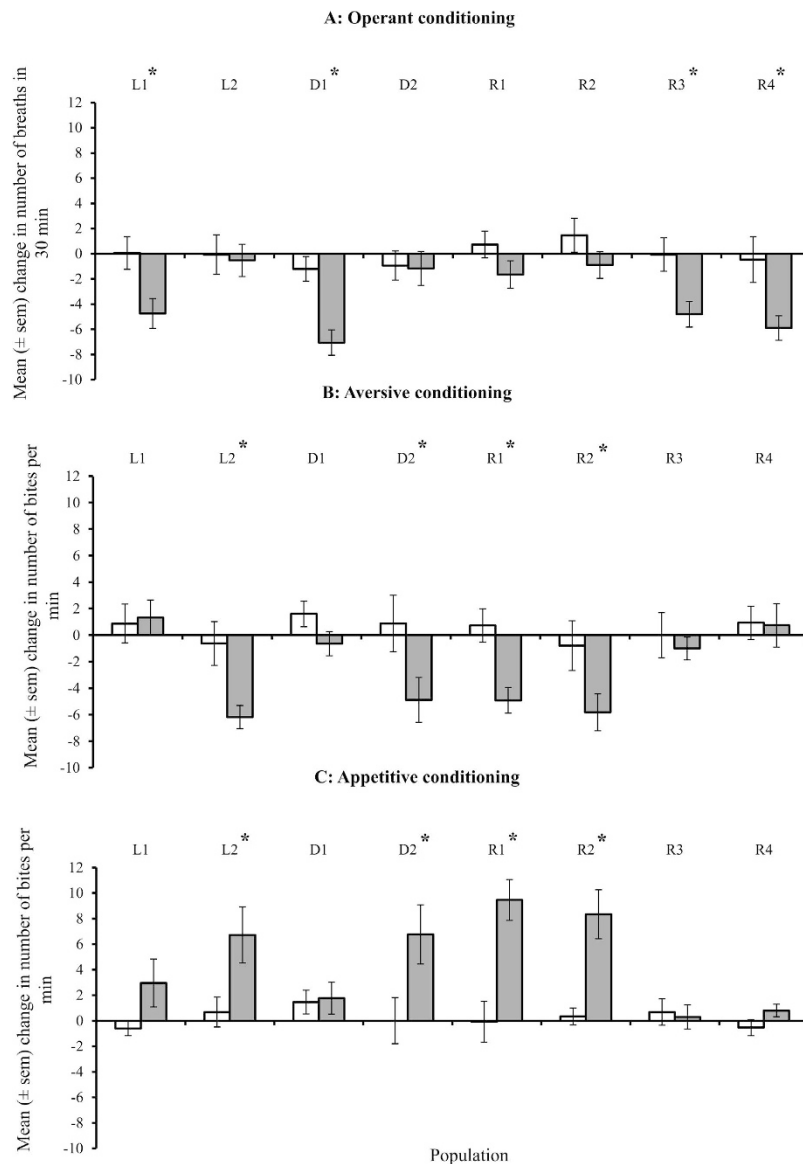 A: Operant conditioning
L1* L2 D1* D2 R1 R2 R3* R4*
Mean (± sem) change in number of breaths in
30 min
12
10
8
6
4
2
0
-2
-4
-6
-8
-10
B: Aversive conditioning
L1 L2* D1 D2* R1* R2* R3 R4
Mean (± sem) change in number of bites per
min
12
10
8
6
4
2
0
-2
-4
-6
-8
-10
C: Appetitive conditioning
L1 L2* D1 D2* R1* R2* R3 R4
Mean (± sem) change in number of bites per
min
12
10
8
6
4
2
0
-2
-4
-6
-8
-10
Population